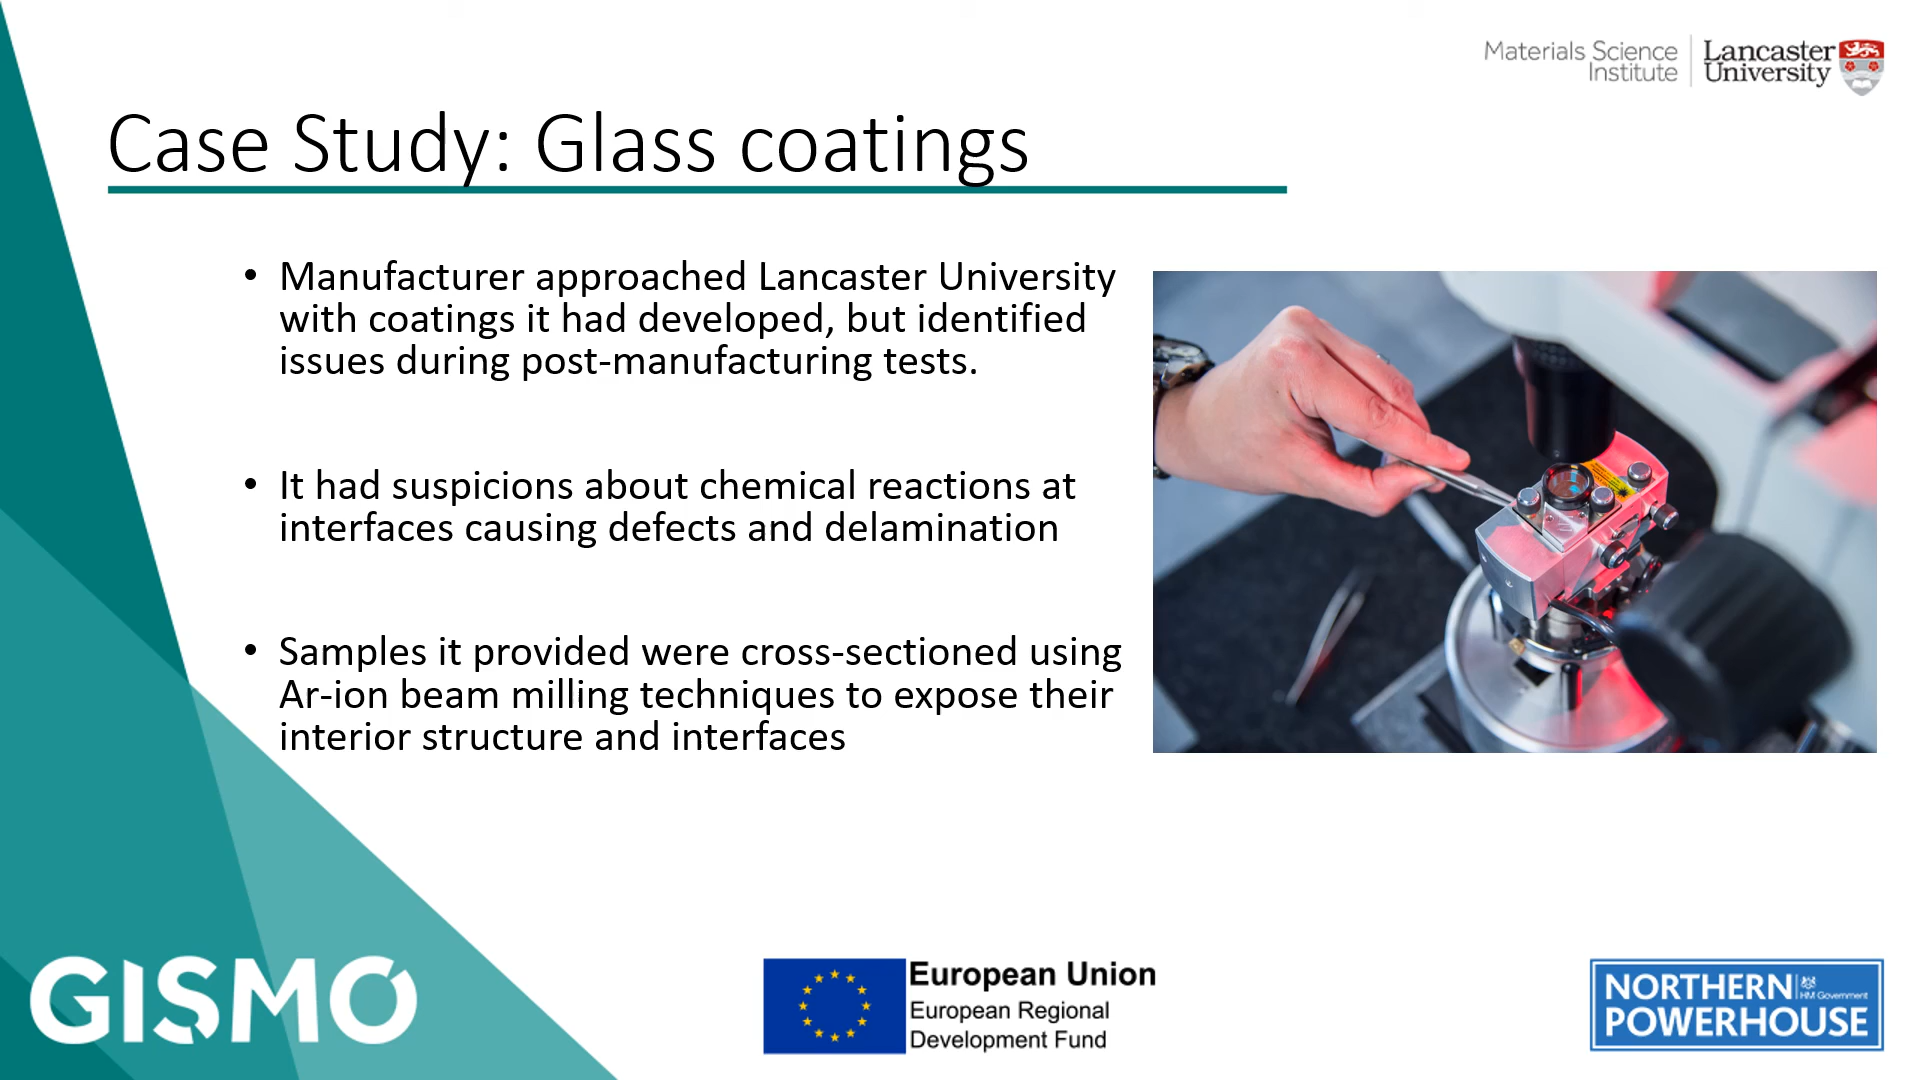 Materials Science
Institute
Lancaster
University
Case Study: Glass coatings
• Manufacturer approached Lancaster University
with coatings it had developed, but identified
issues during post-manufacturing tests.
• It had suspicions about chemical reactions at
interfaces causing defects and delamination
• Samples it provided were cross-sectioned using
Ar-ion beam milling techniques to expose their
interior structure and interfaces
GISMO
European Union
European Regional
Development Fund
NORTHERN
HM Government
POWERHOUSE